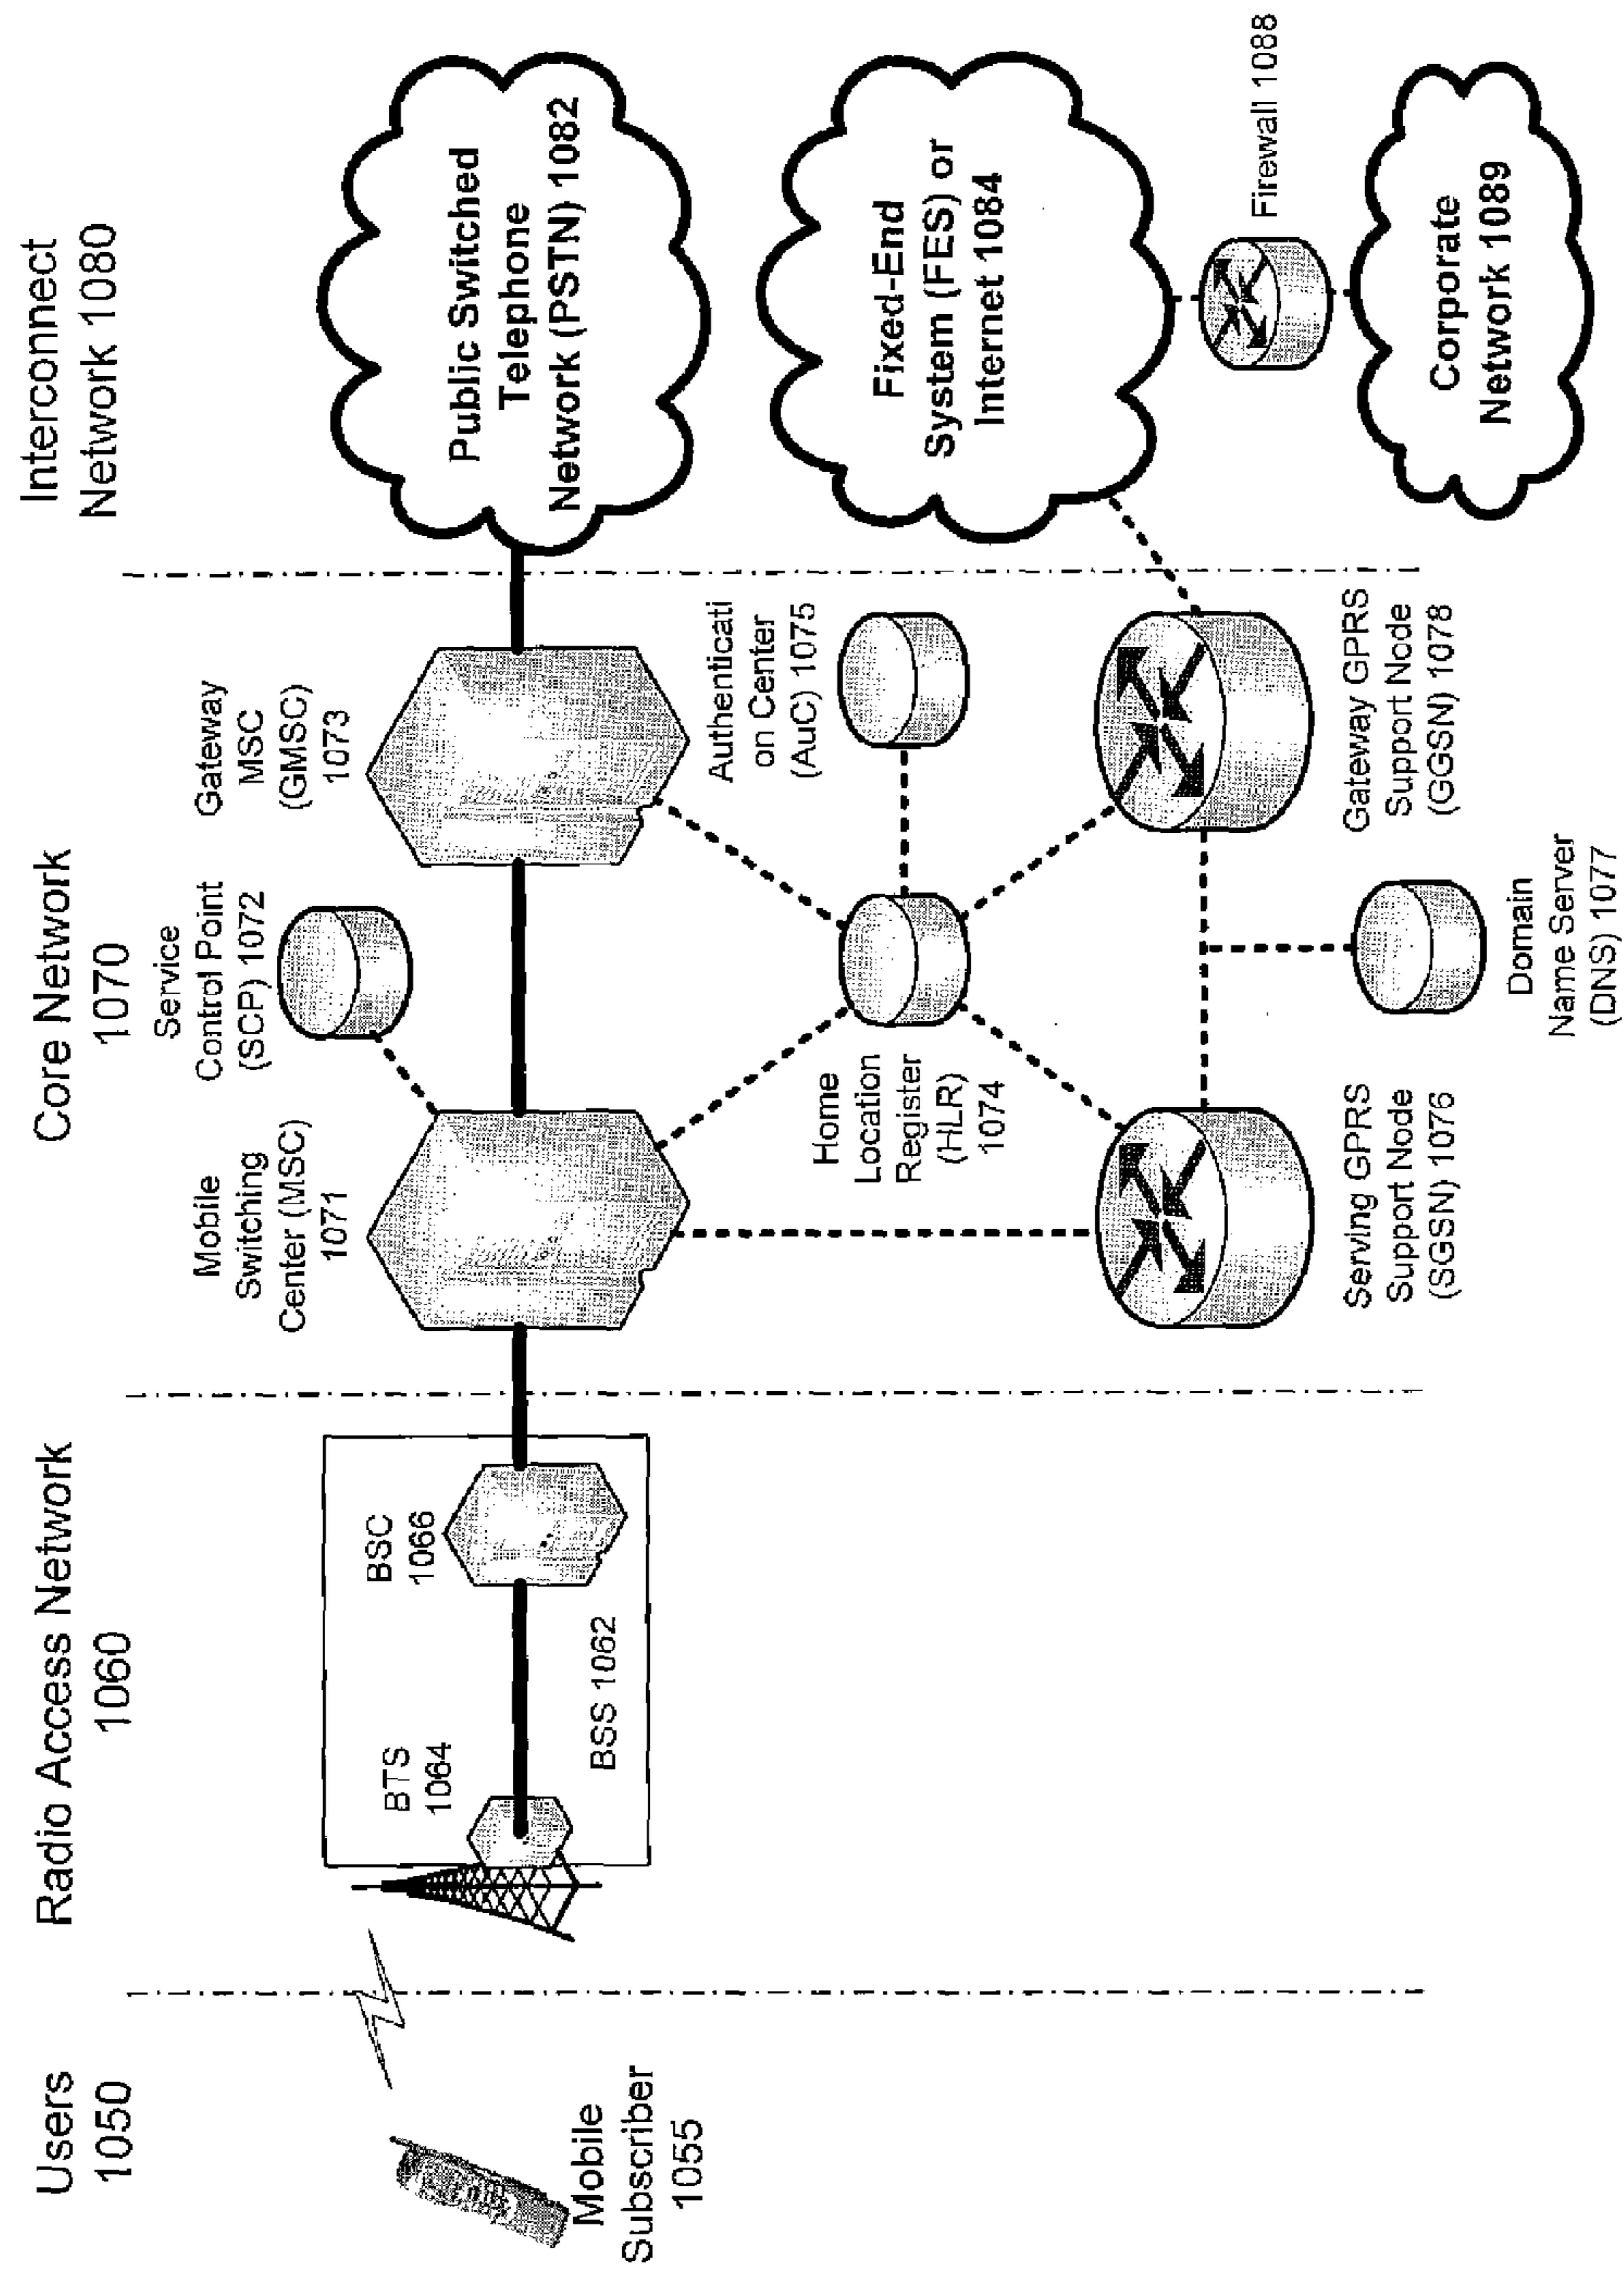 Users
1050
Radio Access Network
1060
Core Network
1070
Interconnect
Network 1080
Mobile
Subscriber
1055
BTS
1064
BSC
1066
BSS 1062
Mobile
Switching
Center (MSC)
1071
Service
Control Point
(SCP) 1072
Gateway
MSC
(GMSC)
1073
Home
Location
Register
(HLR)
1074
Authenticati
on Center
(AuC) 1075
Serving GPRS
Support Node
(SGSN) 1076
Domain
Name Server
(DNS) 1077
Gateway GPRS
Support Node
(GGSN) 1078
Public Switched
Telephone
Network (PSTN) 1082
Fixed-End
System (FES) or
Internet 1084
Firewall 1088
Corporate
Network 1089